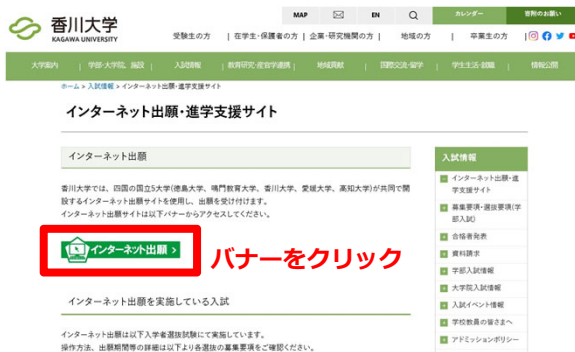 香川大学
KAGAWA UNIVERSITY
MAP
EN
カレンダー
寄附のお願い
受験生の方 | 在学生・保護者の方 | 企業・研究機関の方 | 地域の方 | 卒業生の方
大学案内 | 学部・大学院、施設 | 入試情報 | 教育研究・産官学連携 | 地域貢献 | 国際交流・留学 | 学生生活・就職 | 情報公開
ホーム > 入試情報 > インターネット出願・進学支援サイト
インターネット出願・進学支援サイト
インターネット出願
香川大学では、四国の国立5大学(徳島大学、鳴門教育大学、香川大学、愛媛大学、高知大学)が共同で開
設するインターネット出願サイトを使用し、出願を受け付けます。
インターネット出願サイトは以下バナーからアクセスしてください。
インターネット出願 >
バナーをクリック
インターネット出願を実施している入試
インターネット出願は以下入学者選抜試験にて実施しています。
操作方法、出願期間等の詳細は以下より各選抜の募集要項をご確認ください。
入試情報
インターネット出願・進
学支援サイト
募集要項・選抜要項(学
部入試)
合格者発表
資料請求
学部入試情報
大学院入試情報
入試イベント情報
学校教員の皆さまへ
アドミッションポリシー